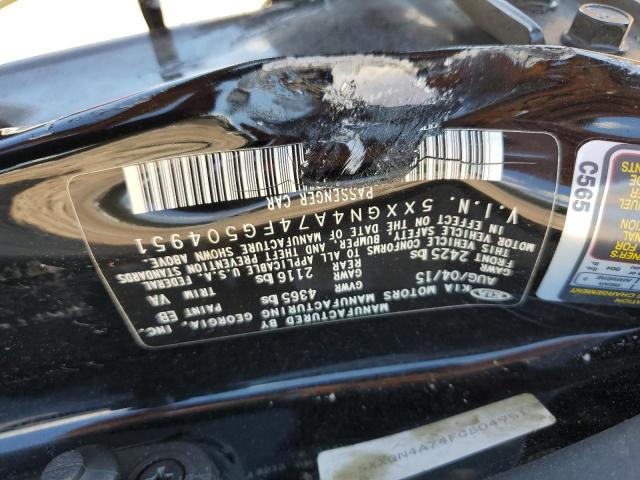 MANUFACTURED BY
KIA MOTORS MANUFACTURING GEORGIA, INC.
AUG/04/15 GVWR 4365 lbs PAINT EB
GAWR FRONT 2425 lbs GAWR REAR 2116 lbs TRIM VA
THIS VEHICLE CONFORMS TO ALL APPLICABLE U.S.A. FEDERAL
MOTOR VEHICLE SAFETY, BUMPER, AND THEFT PREVENTION STANDARDS
IN EFFECT ON THE DATE OF MANUFACTURE SHOWN ABOVE.
V.I.N. 5XXGN4A74FG504951
PASSENGER CAR
C565
5XXGN4A74FG504951